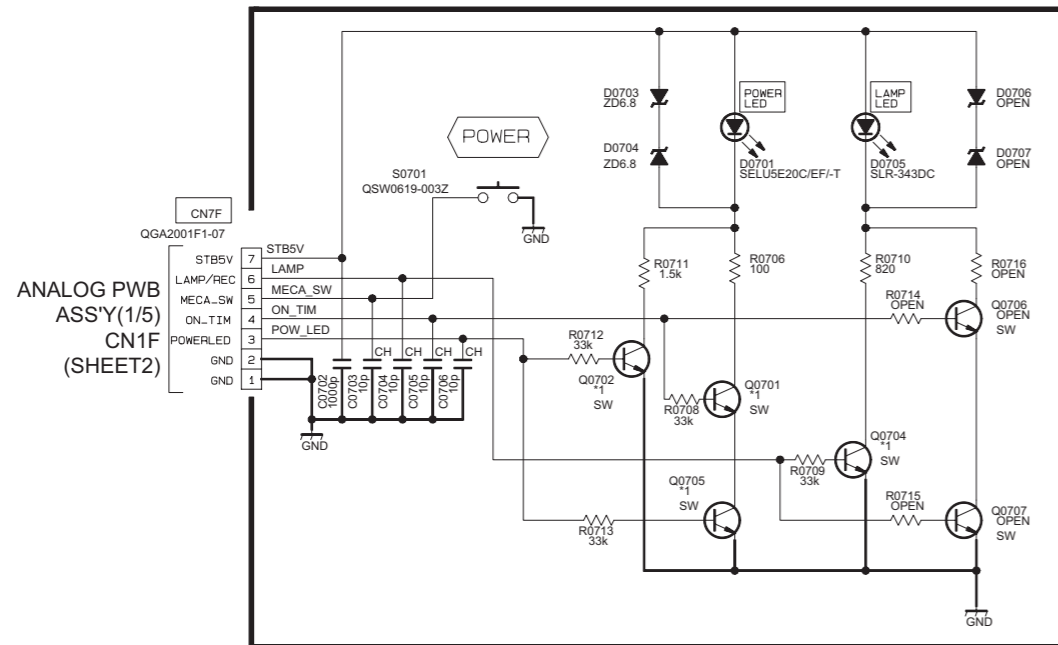 POWER
S0701
QSW0619-003Z
GND
CN7F
QGA2001F1-07
ANALOG PWB
ASS'Y(1/5)
CN1F
(SHEET2)
STB5V 7 STB5V
LAMP/REC 6 LAMP
MECA_SW 5 MECA_SW
ON_TIM 4 ON_TIM
POWERLED 3 POW_LED
GND 2
GND 1
C0702
1000p
CH
C0703
10p
CH
C0704
10p
CH
C0705
10p
CH
C0706
10p
GND
D0703
ZD6.8
D0704
ZD6.8
POWER
LED
D0701
SELU5E20C/EF/-T
LAMP
LED
D0705
SLR-343DC
D0706
OPEN
D0707
OPEN
R0711
1.5k
R0706
100
R0710
820
R0716
OPEN
R0714
OPEN
Q0706
OPEN
SW
R0712
33k
Q0702
*1
SW
R0708
33k
Q0701
*1
SW
R0709
33k
Q0704
*1
SW
Q0705
*1
SW
R0713
33k
R0715
OPEN
Q0707
OPEN
SW
GND